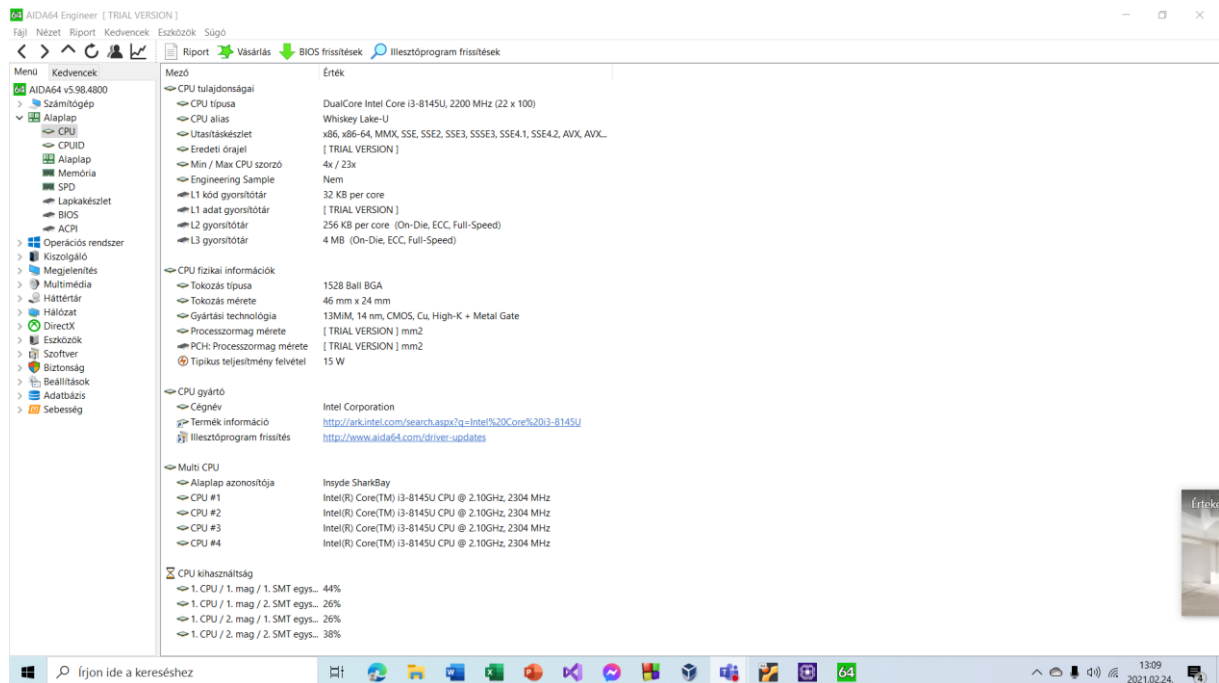 64 AIDA64 Engineer [ TRIAL VERSION ]
Fájl Nézet Riport Kedvencek Eszközök Súgó
Riport Vásárlás BIOS frissítések Illesztőprogram frissítések
Menü Kedvencek
Mező Érték
64 AIDA64 v5.98.4800
Számítógép
Alaplap
CPU
CPUID
Alaplap
Memória
SPD
Lapkakészlet
BIOS
ACPI
Operációs rendszer
Kiszolgáló
Megjelenítés
Multimédia
Háttértár
Hálózat
DirectX
Eszközök
Szoftver
Biztonság
Beállítások
Adatbázis
Sebesség
CPU tulajdonságai
CPU típusa DualCore Intel Core i3-8145U, 2200 MHz (22 x 100)
CPU alias Whiskey Lake-U
Utasításkészlet x86, x86-64, MMX, SSE, SSE2, SSE3, SSSE3, SSE4.1, SSE4.2, AVX, AVX...
Eredeti órajel [ TRIAL VERSION ]
Min / Max CPU szorzó 4x / 23x
Engineering Sample Nem
L1 kód gyorsítótár 32 KB per core
L1 adat gyorsítótár [ TRIAL VERSION ]
L2 gyorsítótár 256 KB per core (On-Die, ECC, Full-Speed)
L3 gyorsítótár 4 MB (On-Die, ECC, Full-Speed)
CPU fizikai információk
Tokozás típusa 1528 Ball BGA
Tokozás mérete 46 mm x 24 mm
Gyártási technológia 13MiM, 14 nm, CMOS, Cu, High-K + Metal Gate
Processzormag mérete [ TRIAL VERSION ] mm2
PCH: Processzormag mérete [ TRIAL VERSION ] mm2
Tipikus teljesítmény felvétel 15 W
CPU gyártó
Cégnév Intel Corporation
Termék információ http://ark.intel.com/search.aspx?q=Intel%20Core%20i3-8145U
Illesztőprogram frissítés http://www.aida64.com/driver-updates
Multi CPU
Alaplap azonosítója Insyde SharkBay
CPU #1 Intel(R) Core(TM) i3-8145U CPU @ 2.10GHz, 2304 MHz
CPU #2 Intel(R) Core(TM) i3-8145U CPU @ 2.10GHz, 2304 MHz
CPU #3 Intel(R) Core(TM) i3-8145U CPU @ 2.10GHz, 2304 MHz
CPU #4 Intel(R) Core(TM) i3-8145U CPU @ 2.10GHz, 2304 MHz
CPU kihasználtság
1. CPU / 1. mag / 1. SMT egys... 44%
1. CPU / 1. mag / 2. SMT egys... 26%
1. CPU / 2. mag / 1. SMT egys... 26%
1. CPU / 2. mag / 2. SMT egys... 38%
Érteke
Írjon ide a kereséshez
64
13:09
2021.02.24.
4